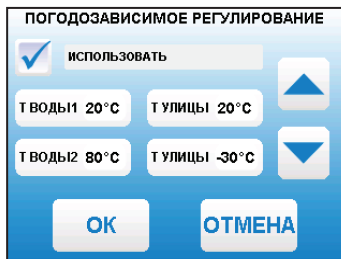 ПОГОДОЗАВИСИМОЕ РЕГУЛИРОВАНИЕ
ИСПОЛЬЗОВАТЬ
Т ВОДЫ1 20°C Т УЛИЦЫ 20°C
Т ВОДЫ2 80°C Т УЛИЦЫ -30°C
ОК ОТМЕНА